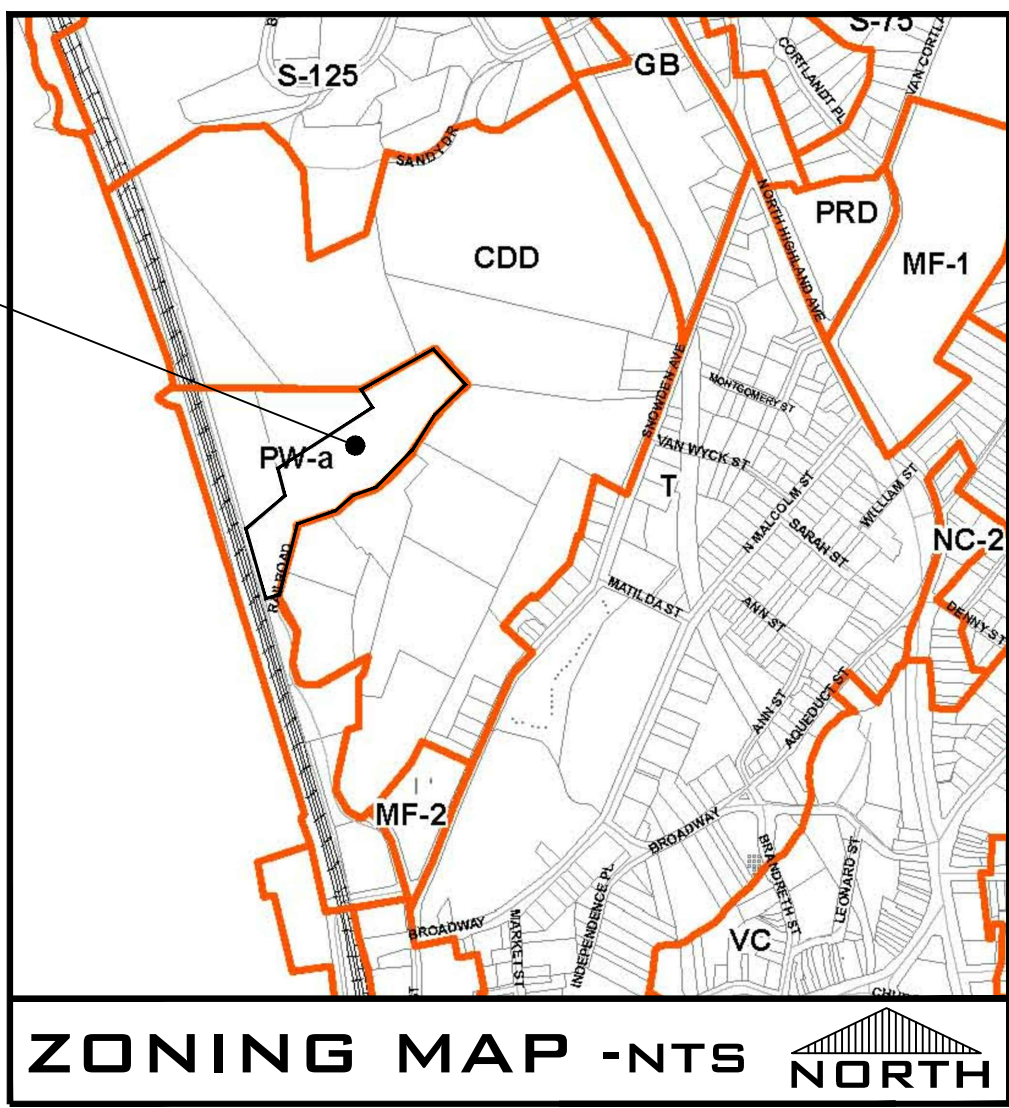 S-75
S-125
GB
CORTLANDT PL
SANDY DR
PRD
CDD
MF-1
NORTH HIGHLAND AVE
SNOWDEN AVE
MONTGOMERY ST
PW-a
VAN WYCK ST
T
N MALCOLM ST
WILLIAM ST
SARAH ST
NC-2
RAILROAD
MATILDA ST
ANN ST
DENNY ST
ANN ST
AQUEDUCT ST
MF-2
BROADWAY
BRANDRETH ST
LEONARD ST
BROADWAY
MARKET ST
INDEPENDENCE PL
VC
ZONING MAP -NTS
NORTH